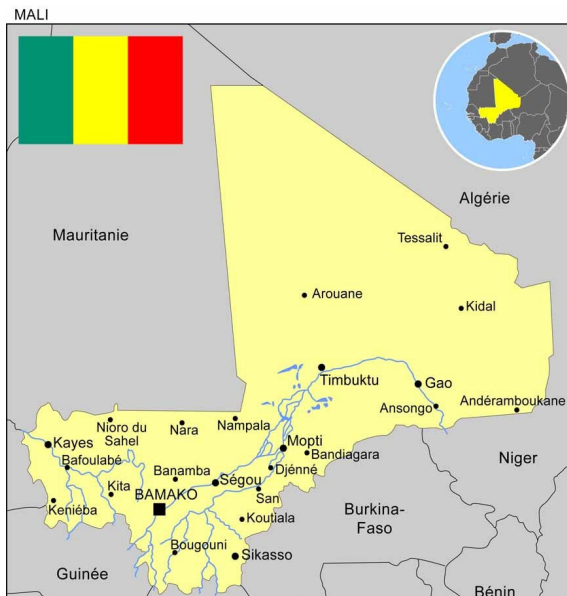 MALI
Algérie
Mauritanie
Tessalit
Arouane
Kidal
Timbuktu
Gao
Ansongo
Andéramboukane
Nioro du
Sahel
Nara
Nampala
Kayes
Mopti
Bandiagara
Bafoulabé
Banamba
Ségou
Djénné
Niger
Kita
BAMAKO
San
Keniéba
Koutiala
Burkina-
Faso
Bougouni
Sikasso
Guinée
Bénin